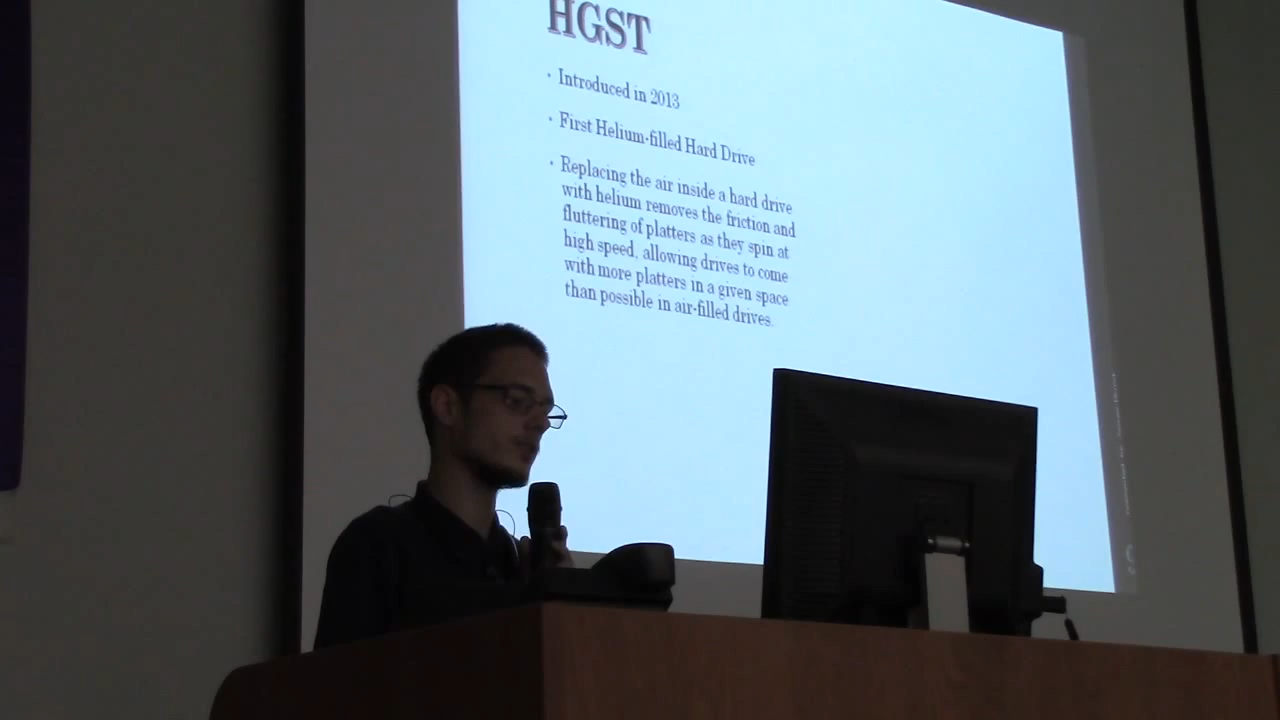 HGST
• Introduced in 2013
• First Helium-filled Hard Drive
• Replacing the air inside a hard drive
with helium removes the friction and
fluttering of platters as they spin at
high speed, allowing drives to come
with more platters in a given space
than possible in air-filled drives.